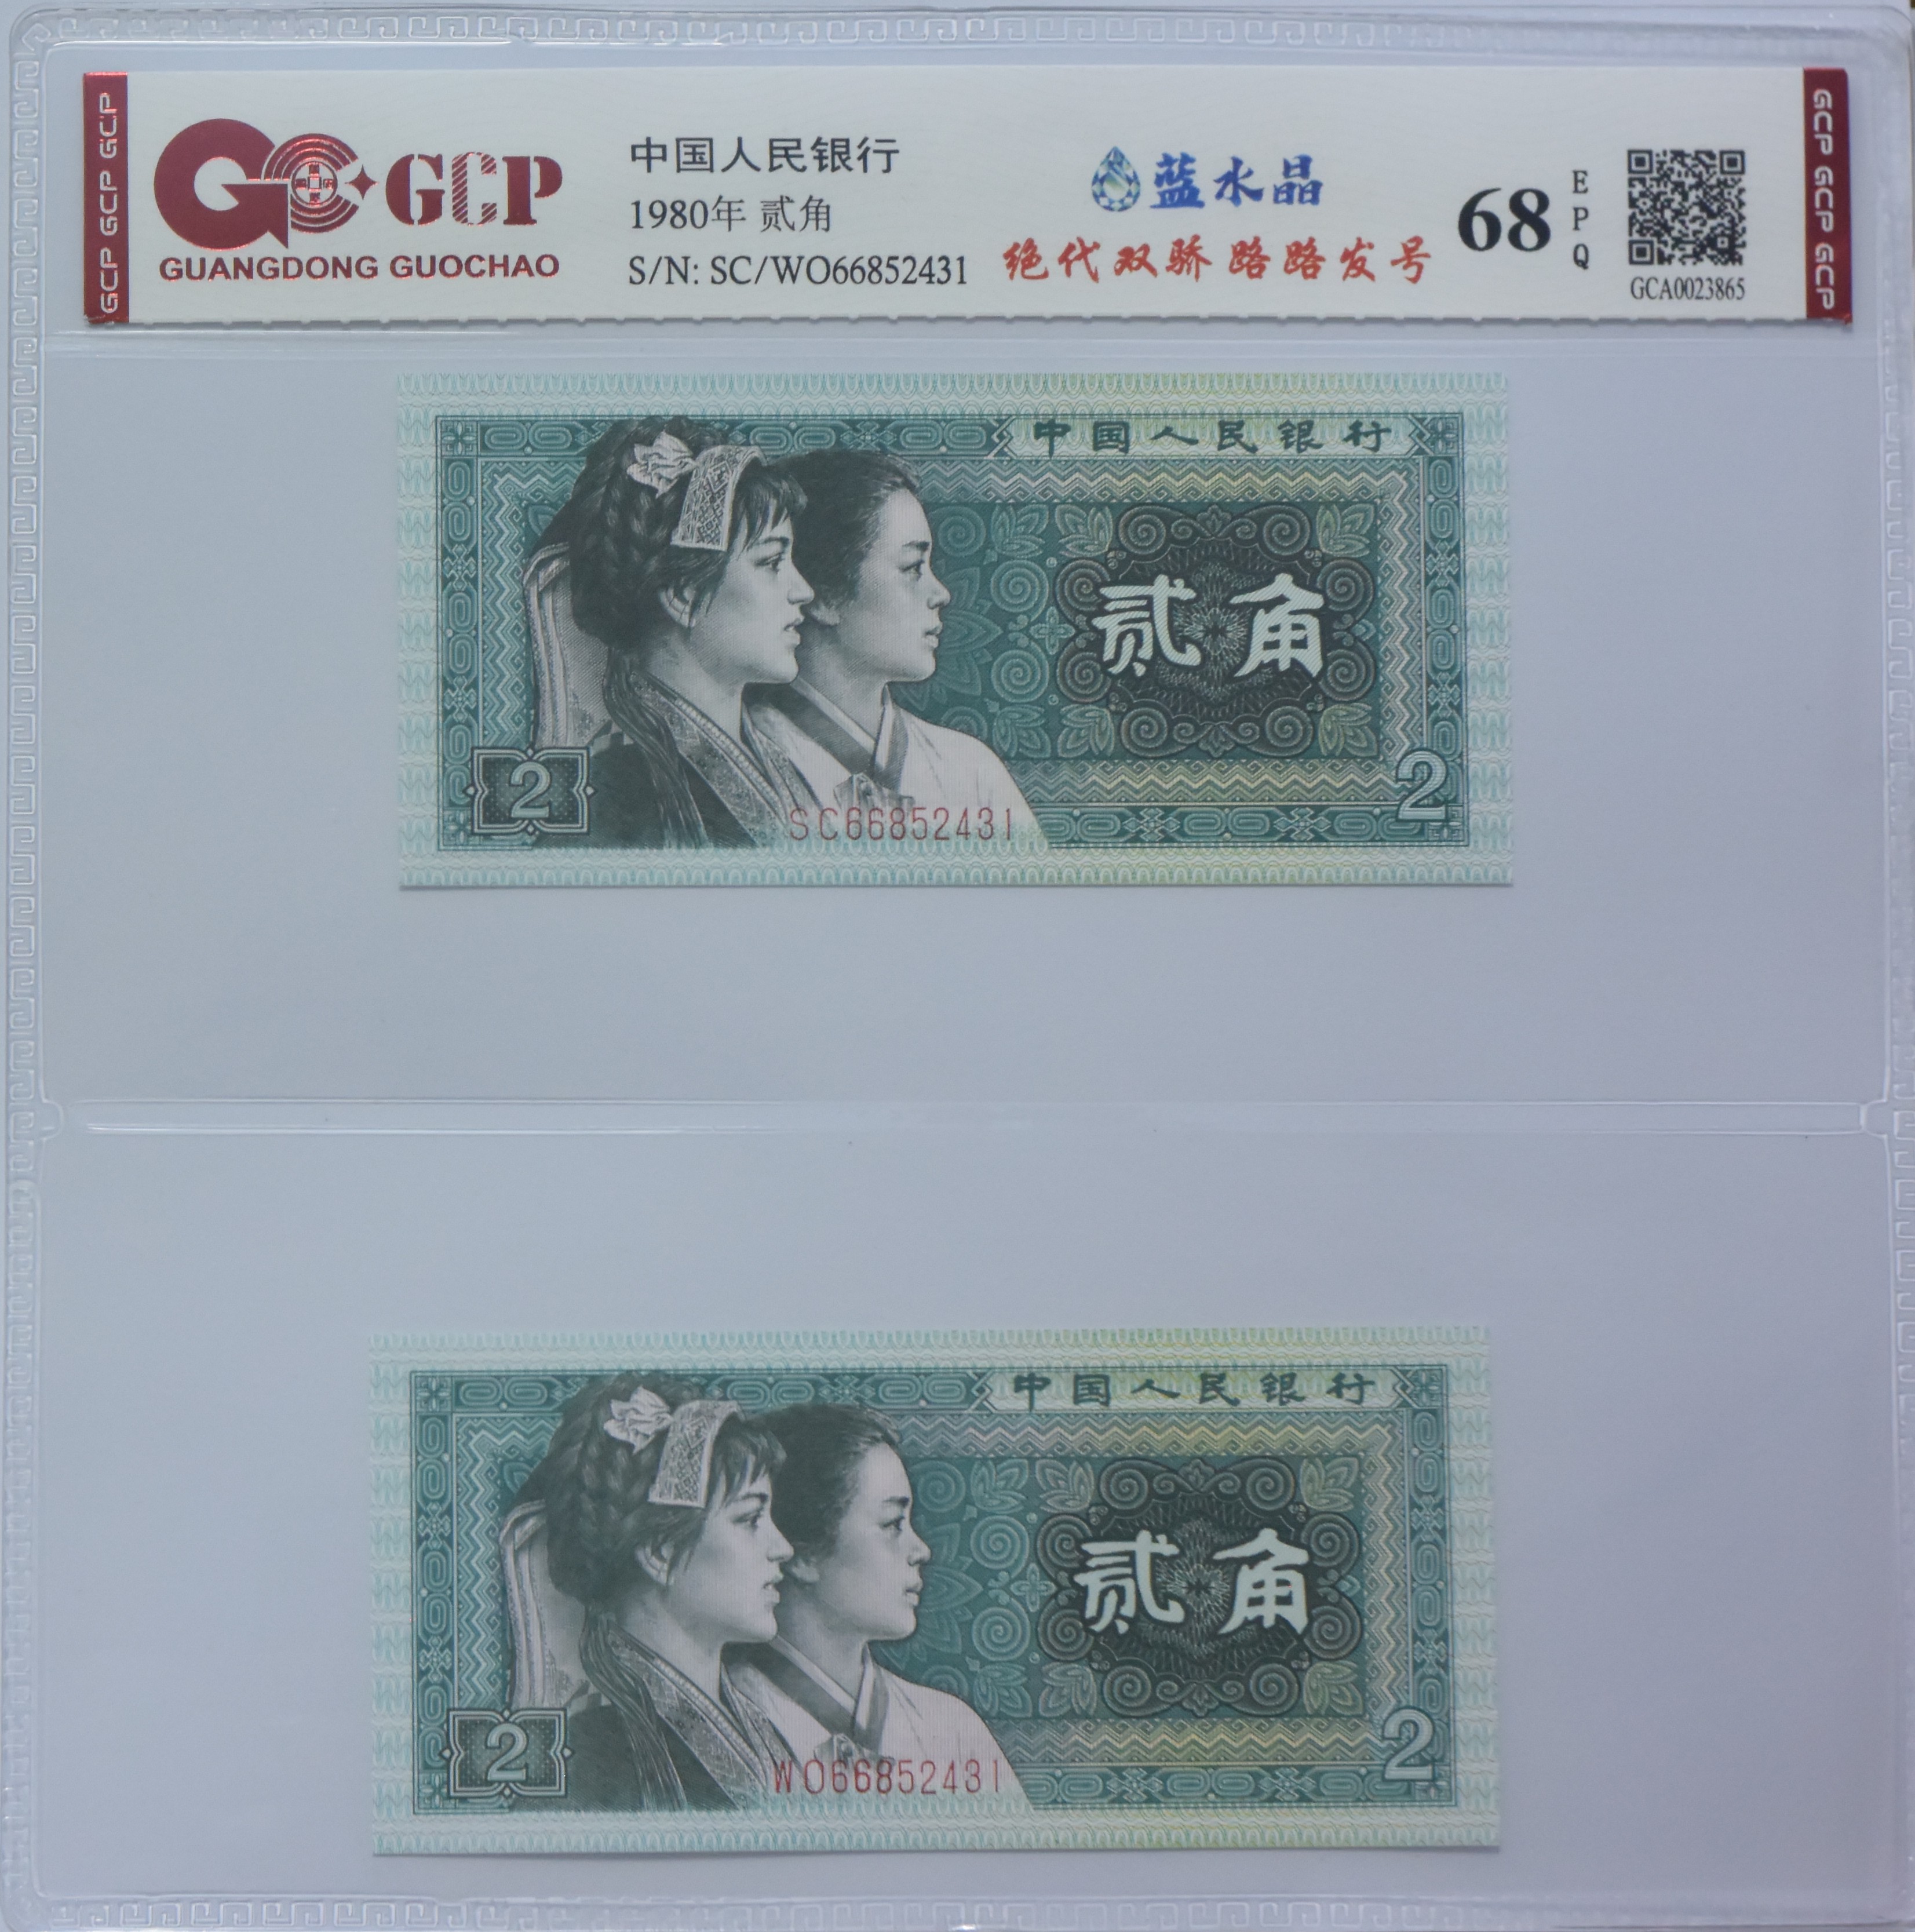 GCP GCP GCP
GCP
GUANGDONG GUOCHAO
中国人民银行
1980年 贰角
S/N: SC/WO66852431
蓝水晶
绝代双骄 路路发号
68
E
P
Q
GCA0023865
GCP GCP GCP
中国人民银行
贰角
2
2
SC66852431
中国人民银行
贰角
2
2
WO66852431